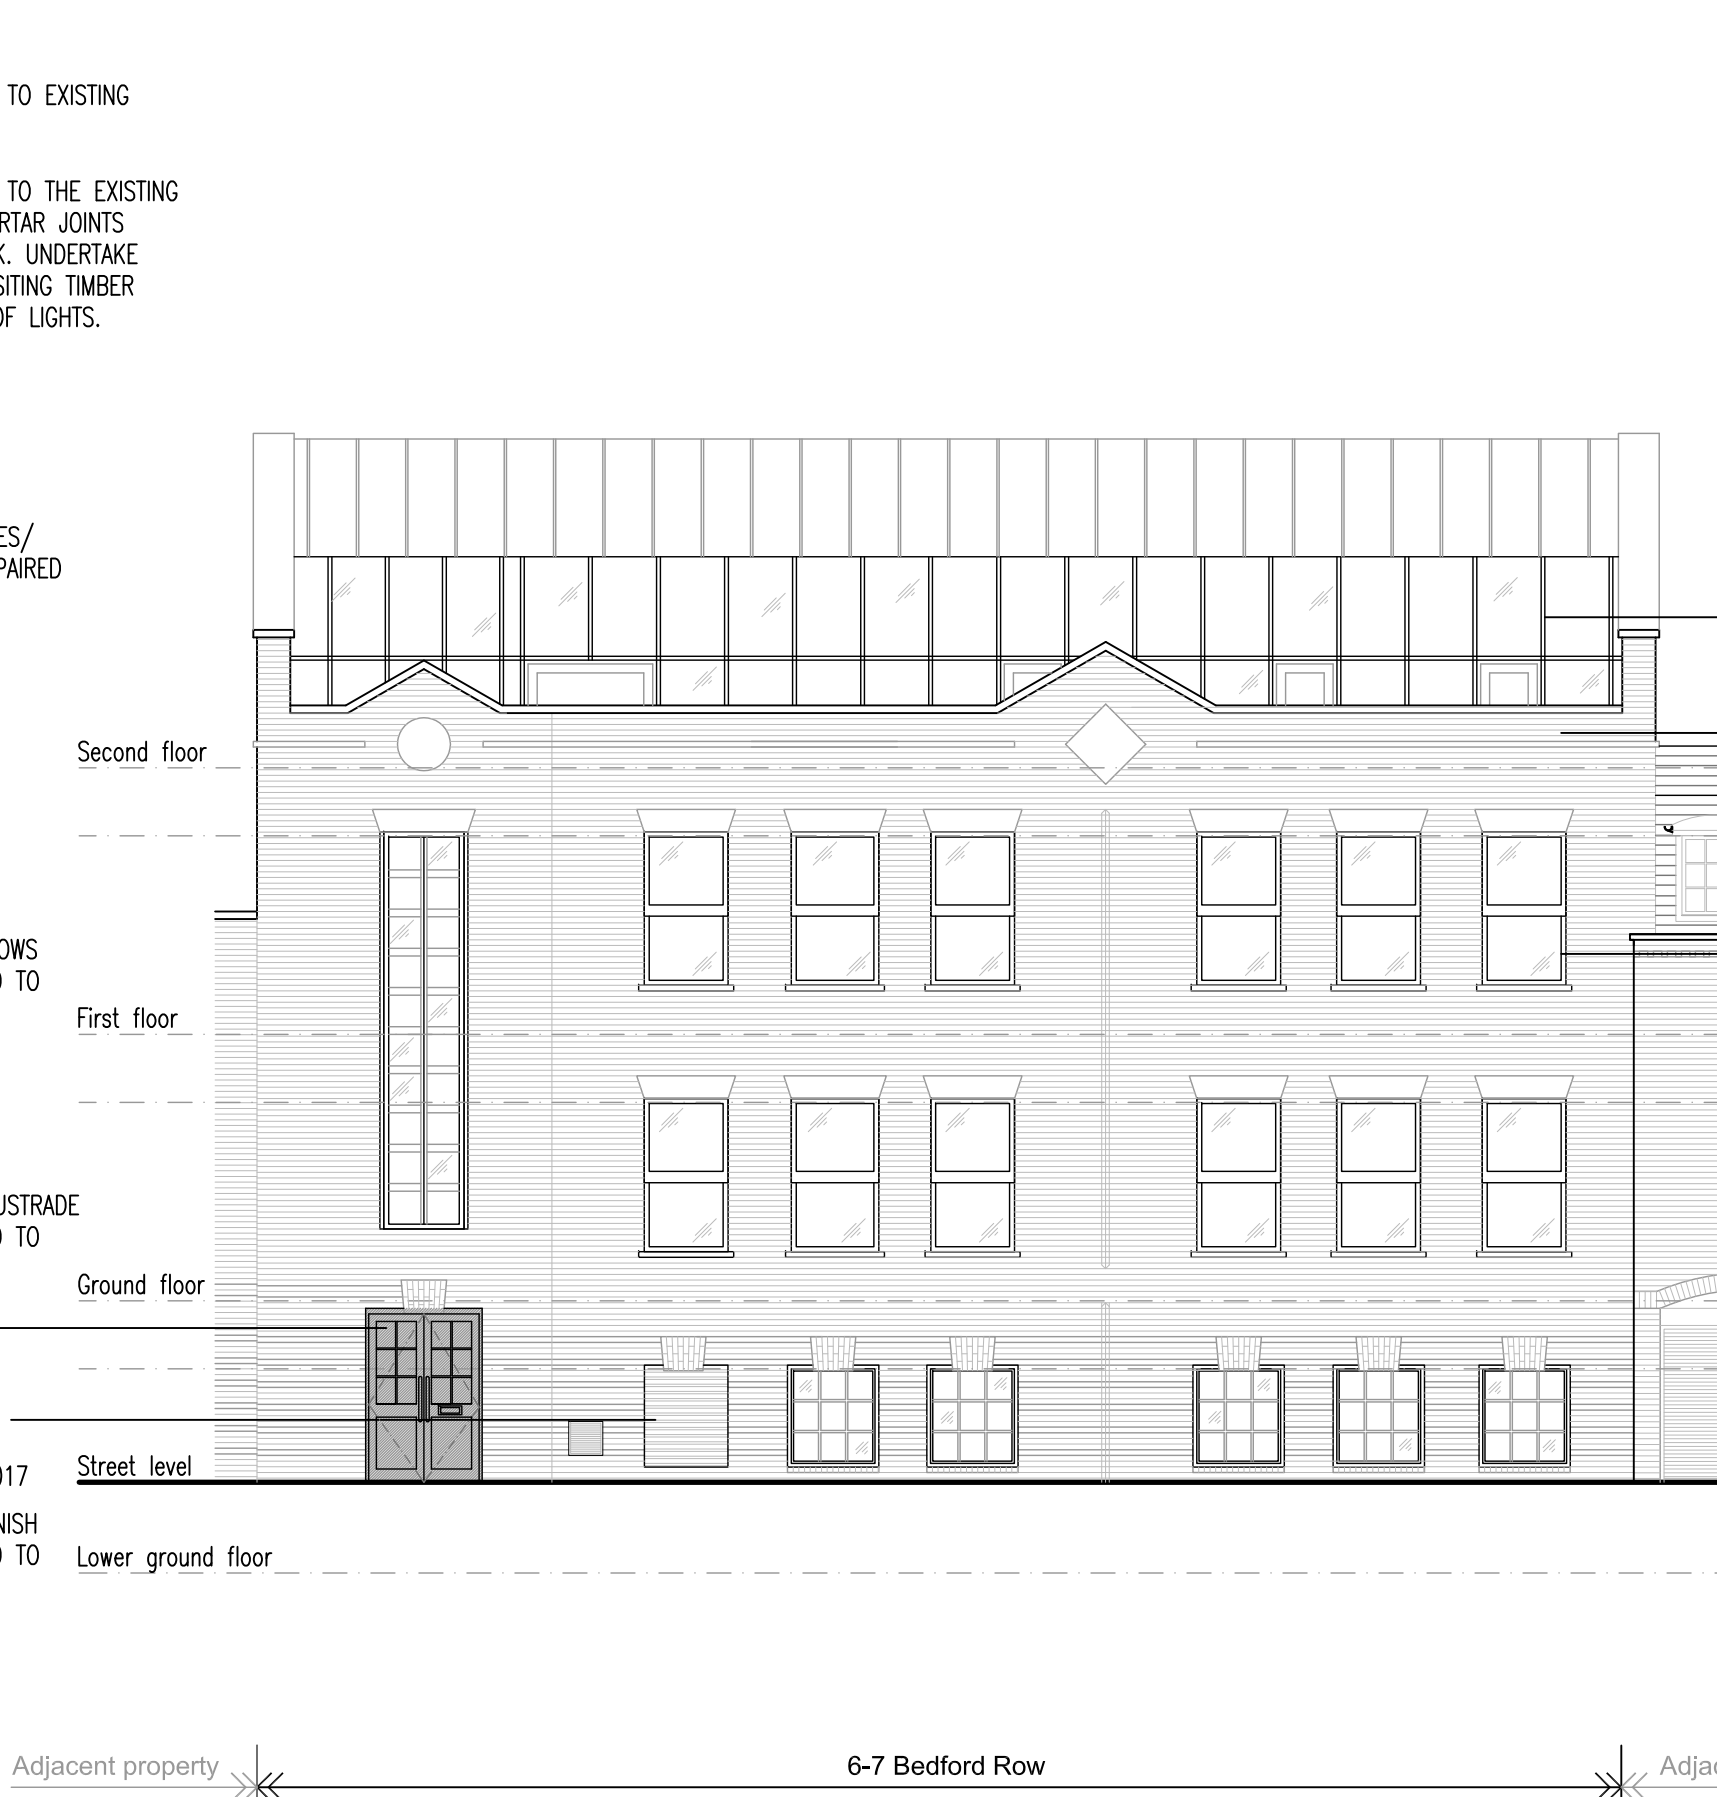 TO EXISTING
TO THE EXISTING
RTAR JOINTS
K. UNDERTAKE
SITING TIMBER
OF LIGHTS.
ES/
PAIRED
Second floor
OWS
TO
First floor
USTRADE
TO
Ground floor
Street level
017
NISH
TO
Lower ground floor
Adjacent property
6-7 Bedford Row
Adjac